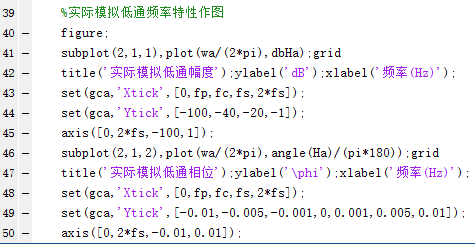 39 %实际模拟低通频率特性作图
40 - figure;
41 - subplot(2,1,1),plot(wa/(2*pi),dbHa);grid
42 - title('实际模拟低通幅度');ylabel('dB');xlabel('频率(Hz)');
43 - set(gca,'Xtick',[0,fp,fc,fs,2*fs]);
44 - set(gca,'Ytick',[-100,-40,-20,-1]);
45 - axis([0,2*fs,-100,1]);
46 - subplot(2,1,2),plot(wa/(2*pi),angle(Ha)/(pi*180));grid
47 - title('实际模拟低通相位');ylabel('\phi');xlabel('频率(Hz)');
48 - set(gca,'Xtick',[0,fp,fc,fs,2*fs]);
49 - set(gca,'Ytick',[-0.01,-0.005,-0.001,0,0.001,0.005,0.01]);
50 - axis([0,2*fs,-0.01,0.01]);